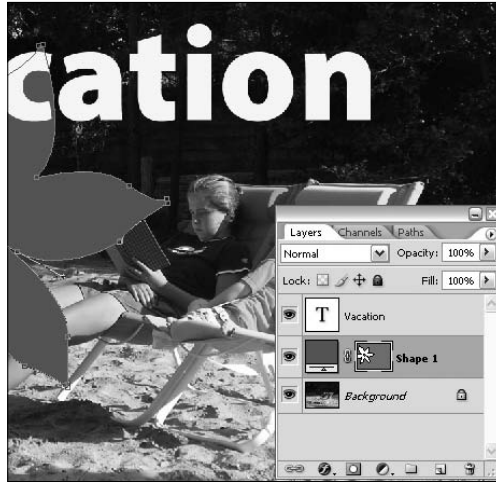 cation
Layers Channels Paths
Normal Opacity: 100%
Lock: Fill: 100%
T Vacation
Shape 1
Background